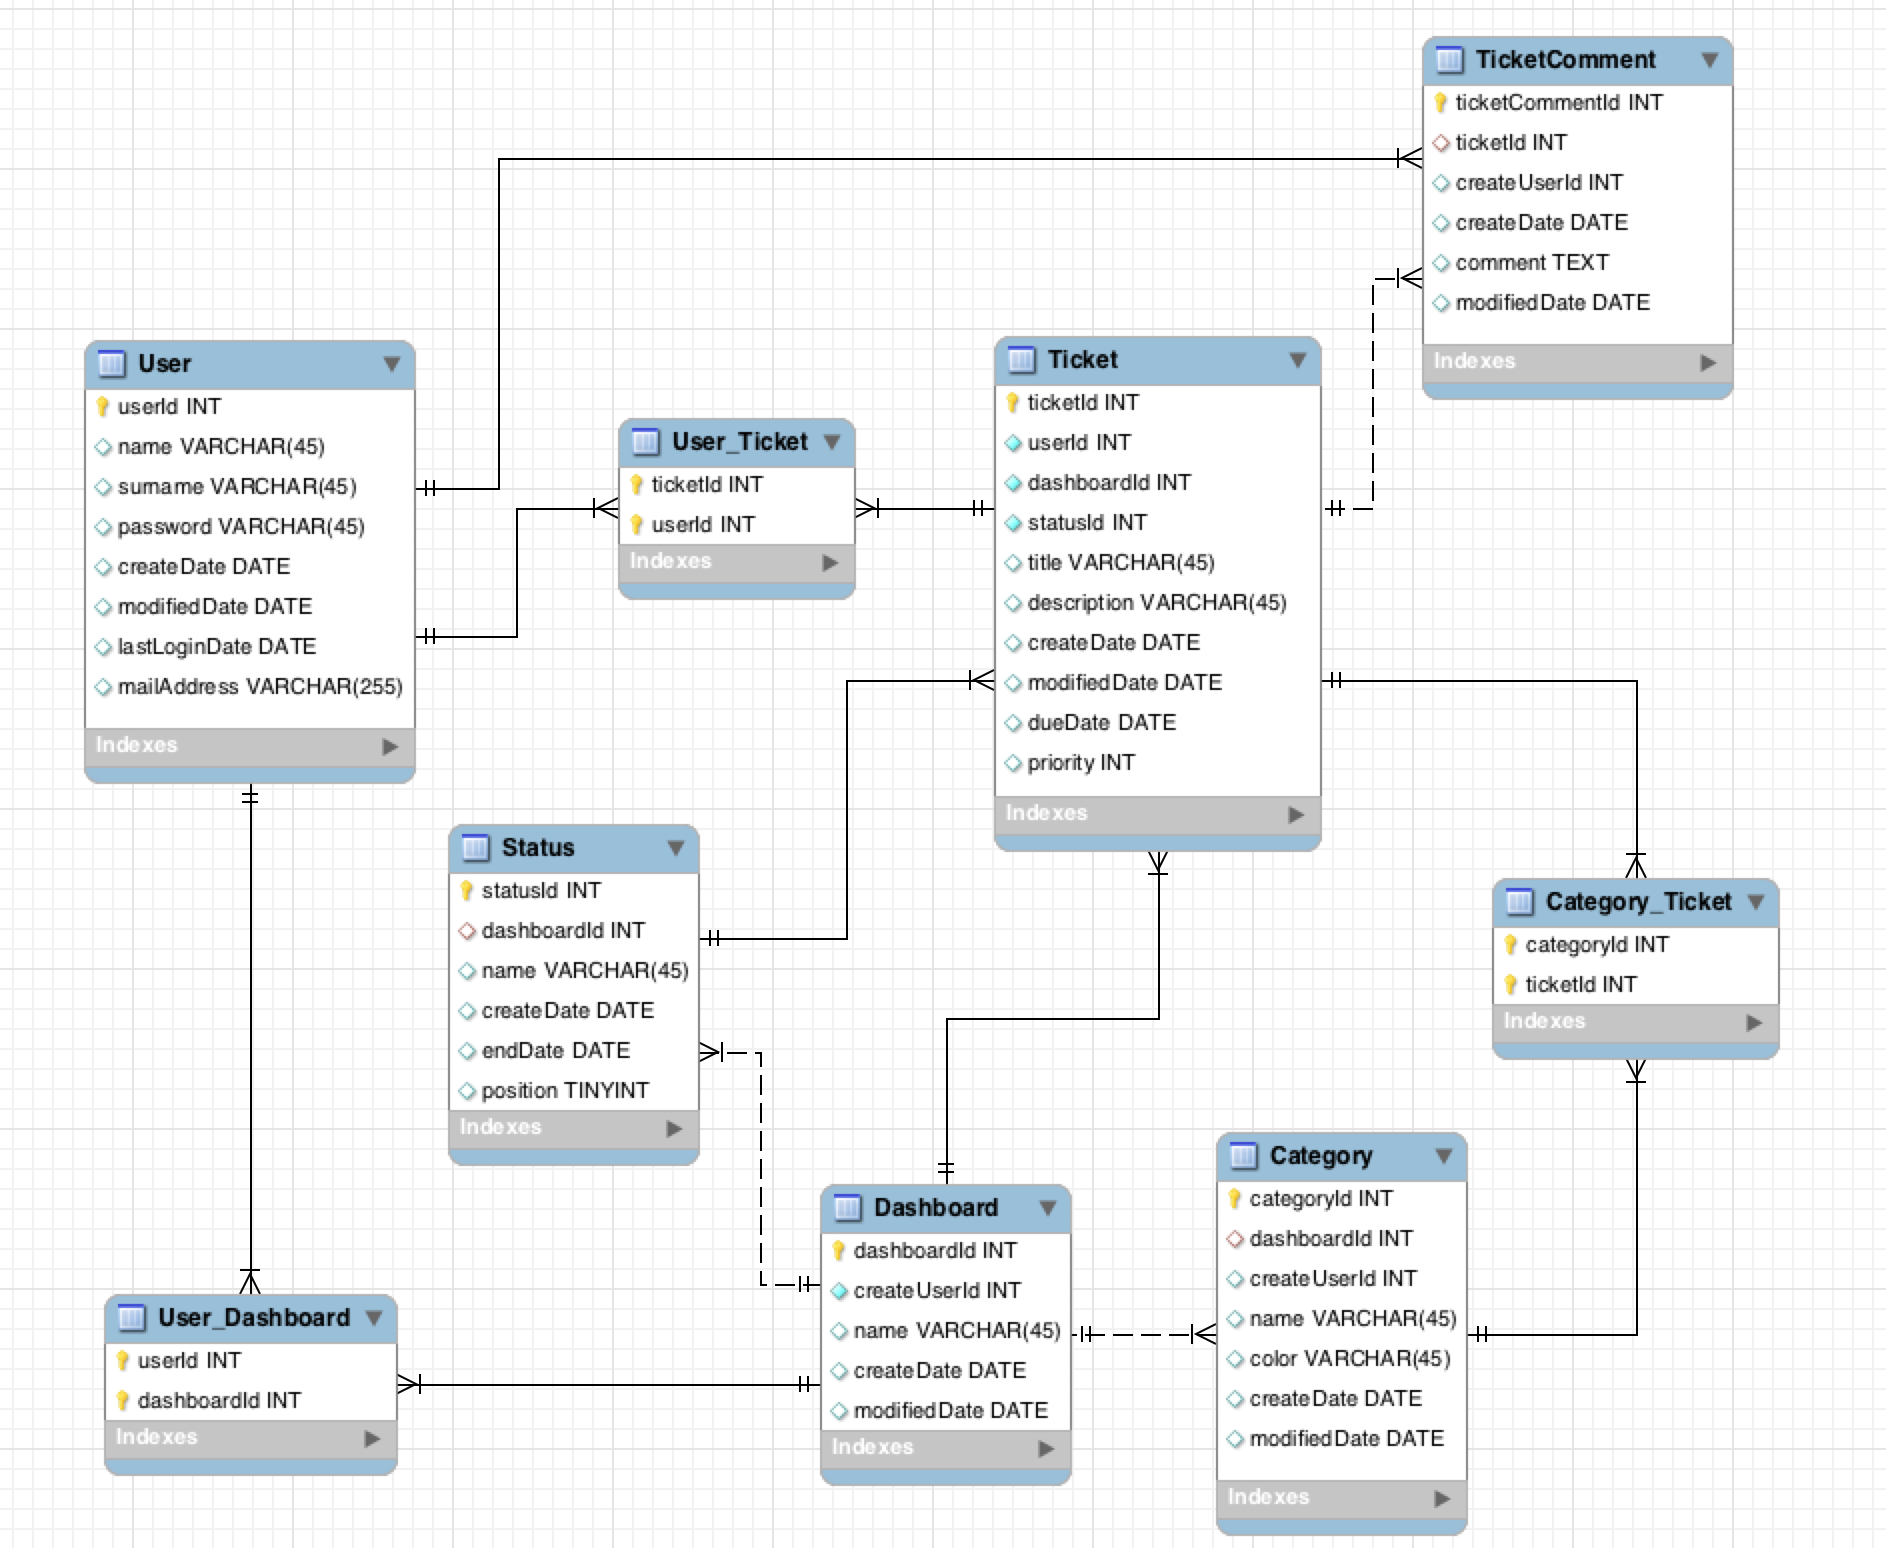 TicketComment
ticketCommentId INT
ticketId INT
createUserId INT
createDate DATE
comment TEXT
modifiedDate DATE
Indexes
User
userId INT
name VARCHAR(45)
surname VARCHAR(45)
password VARCHAR(45)
createDate DATE
modifiedDate DATE
lastLoginDate DATE
mailAddress VARCHAR(255)
Indexes
User_Ticket
ticketId INT
userId INT
Indexes
Ticket
ticketId INT
userId INT
dashboardId INT
statusId INT
title VARCHAR(45)
description VARCHAR(45)
createDate DATE
modifiedDate DATE
dueDate DATE
priority INT
Indexes
Status
statusId INT
dashboardId INT
name VARCHAR(45)
createDate DATE
endDate DATE
position TINYINT
Indexes
Category_Ticket
categoryId INT
ticketId INT
Indexes
User_Dashboard
userId INT
dashboardId INT
Indexes
Dashboard
dashboardId INT
createUserId INT
name VARCHAR(45)
createDate DATE
modifiedDate DATE
Indexes
Category
categoryId INT
dashboardId INT
createUserId INT
name VARCHAR(45)
color VARCHAR(45)
createDate DATE
modifiedDate DATE
Indexes